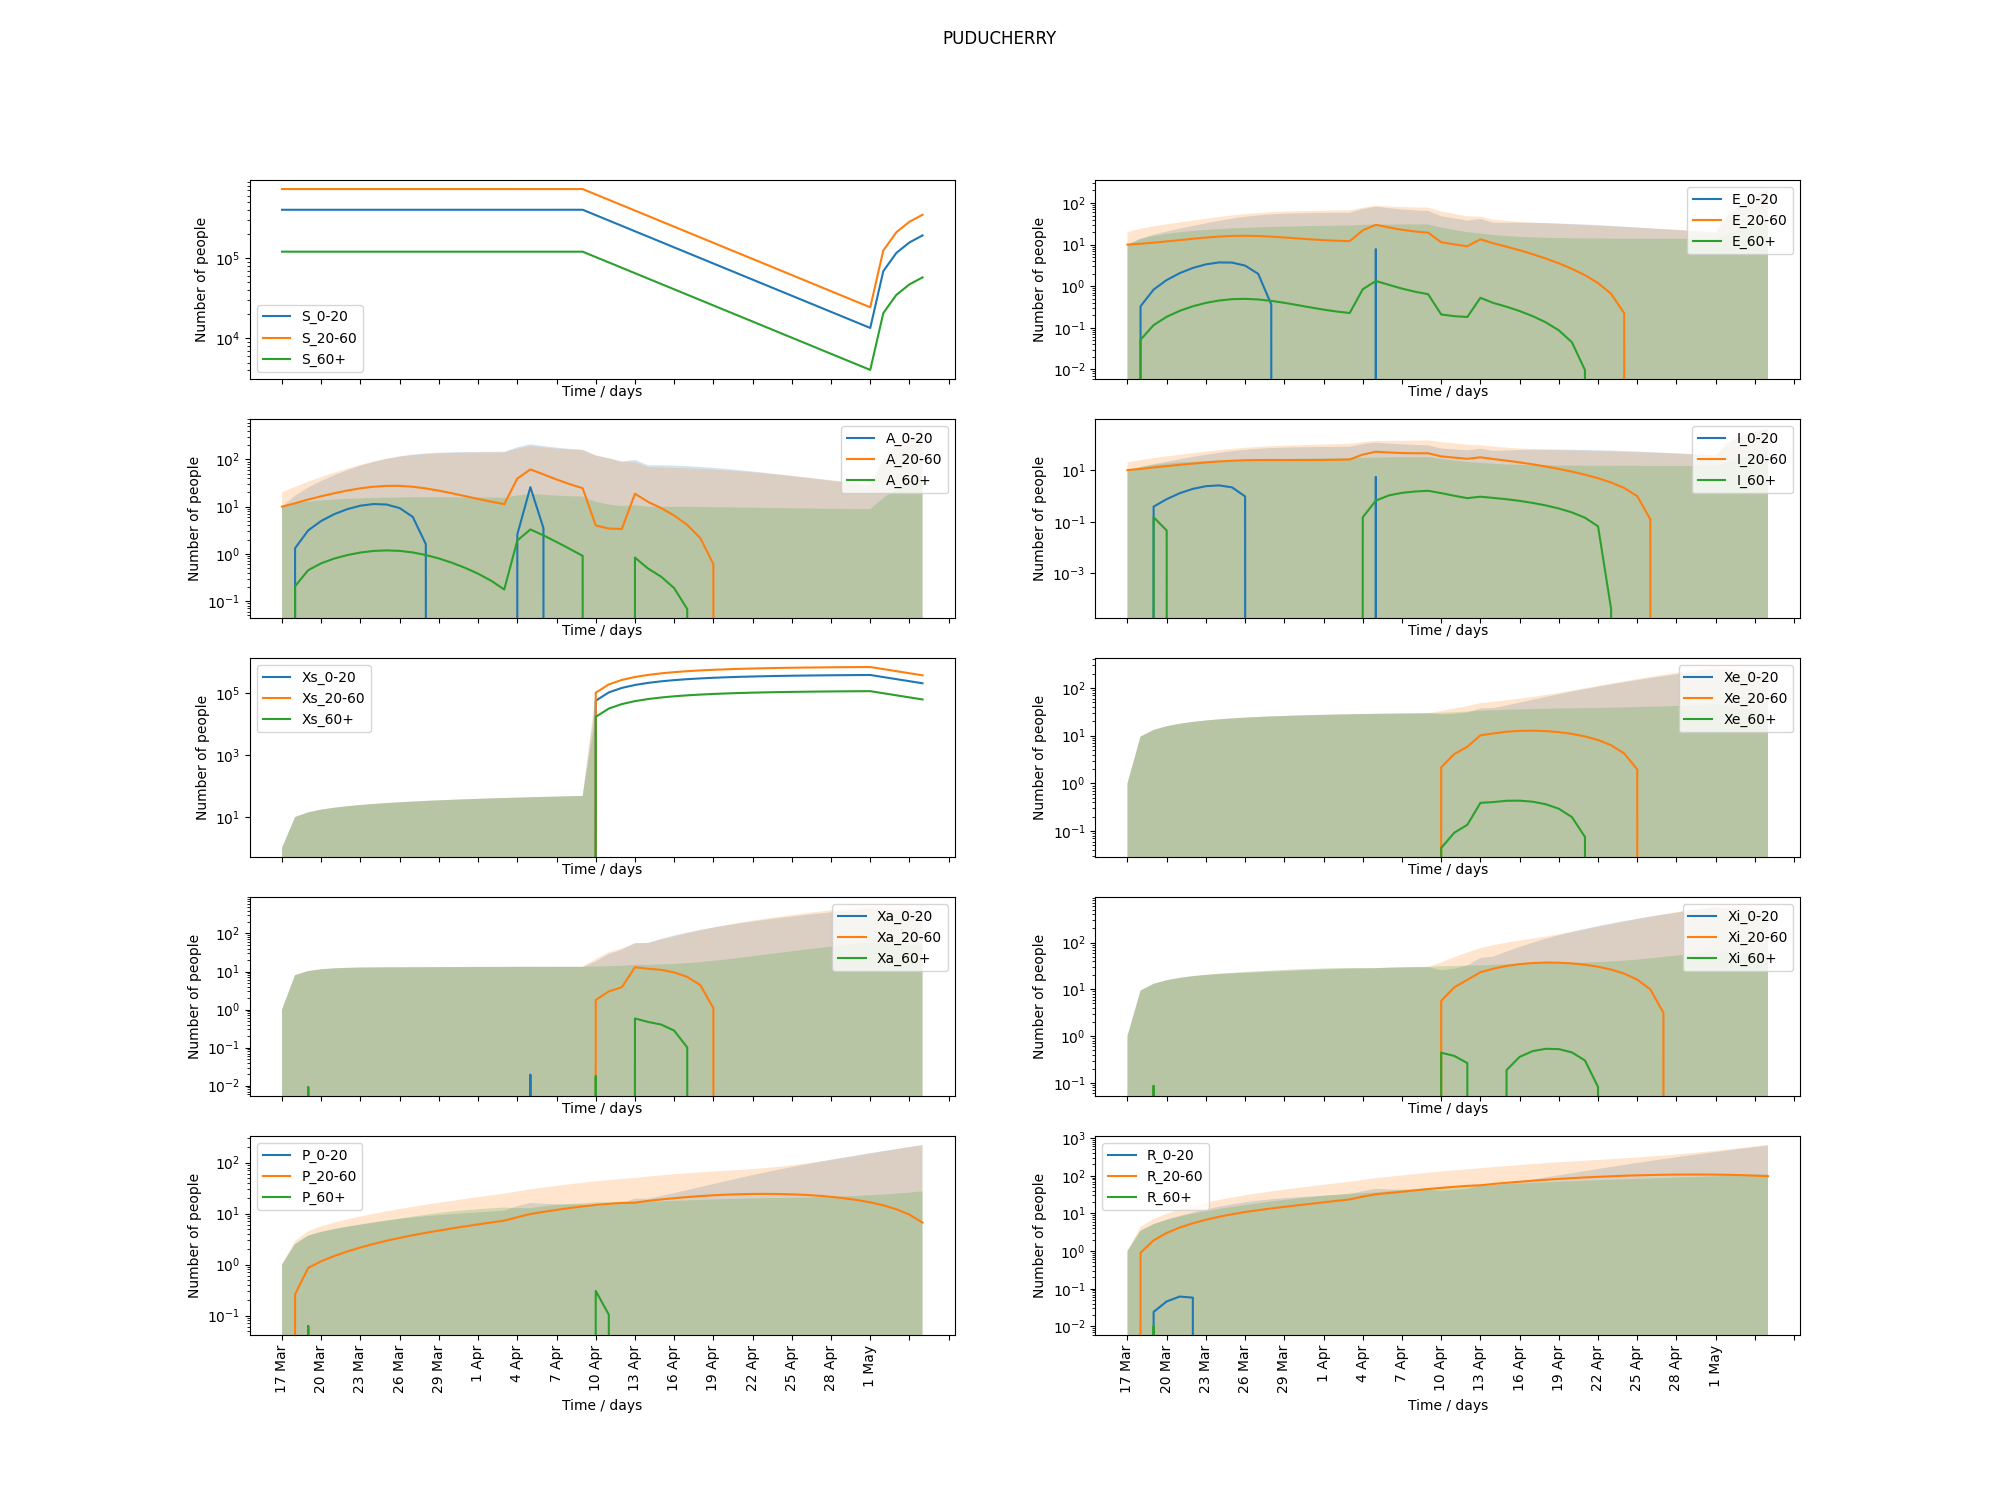 PUDUCHERRY
Number of people
10^5
10^4
S_0-20
S_20-60
S_60+
Time / days
Number of people
10^2
10^1
10^0
10^-1
10^-2
E_0-20
E_20-60
E_60+
Time / days
Number of people
10^2
10^1
10^0
10^-1
A_0-20
A_20-60
A_60+
Time / days
Number of people
10^1
10^-1
10^-3
I_0-20
I_20-60
I_60+
Time / days
Number of people
10^5
10^3
10^1
Xs_0-20
Xs_20-60
Xs_60+
Time / days
Number of people
10^2
10^1
10^0
10^-1
Xe_0-20
Xe_20-60
Xe_60+
Time / days
Number of people
10^2
10^1
10^0
10^-1
10^-2
Xa_0-20
Xa_20-60
Xa_60+
Time / days
Number of people
10^2
10^1
10^0
10^-1
Xi_0-20
Xi_20-60
Xi_60+
Time / days
Number of people
10^2
10^1
10^0
10^-1
P_0-20
P_20-60
P_60+
17 Mar
20 Mar
23 Mar
26 Mar
29 Mar
1 Apr
4 Apr
7 Apr
10 Apr
13 Apr
16 Apr
19 Apr
22 Apr
25 Apr
28 Apr
1 May
Time / days
Number of people
10^3
10^2
10^1
10^0
10^-1
10^-2
R_0-20
R_20-60
R_60+
17 Mar
20 Mar
23 Mar
26 Mar
29 Mar
1 Apr
4 Apr
7 Apr
10 Apr
13 Apr
16 Apr
19 Apr
22 Apr
25 Apr
28 Apr
1 May
Time / days